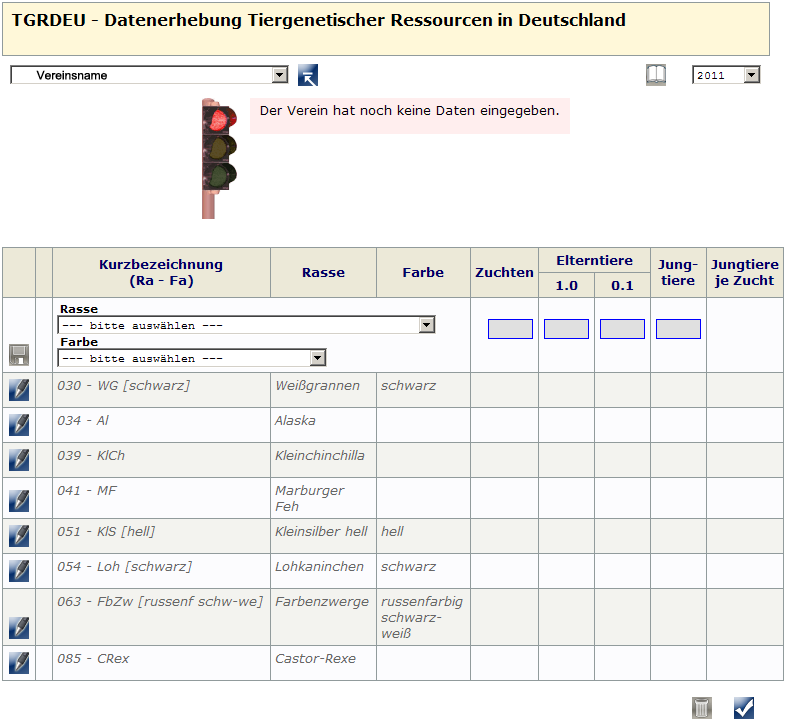 TGRDEU - Datenerhebung Tiergenetischer Ressourcen in Deutschland
Vereinsname
2011
Der Verein hat noch keine Daten eingegeben.
Kurzbezeichnung (Ra - Fa) Rasse Farbe Zuchten Elterntiere 1.0 0.1 Jung-tiere Jungtiere je Zucht
Rasse
--- bitte auswählen ---
Farbe
--- bitte auswählen ---
030 - WG [schwarz] Weißgrannen schwarz
034 - Al Alaska
039 - KlCh Kleinchinchilla
041 - MF Marburger Feh
051 - KlS [hell] Kleinsilber hell hell
054 - Loh [schwarz] Lohkaninchen schwarz
063 - FbZw [russenf schw-we] Farbenzwerge russenfarbig schwarz-weiß
085 - CRex Castor-Rexe